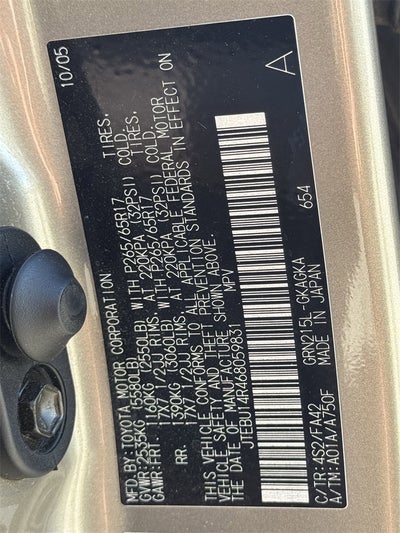 MFD. BY TOYOTA MOTOR CORPORATION 10/05
GVWR: 2535KG (5580LB)
GAWR:FRT. 1160KG (2550LB) WITH P265/65R17 TIRES,
17X7 1/2JJ RIMS, AT 220KPA (32PSI) COLD.
RR. 1390KG (3060LB) WITH P265/65R17 TIRES,
17X7 1/2JJ RIMS, AT 220KPA (32PSI) COLD.
THIS VEHICLE CONFORMS TO ALL APPLICABLE FEDERAL MOTOR
VEHICLE SAFETY AND THEFT PREVENTION STANDARDS IN EFFECT ON
THE DATE OF MANUFACTURE SHOWN ABOVE.
JTEBU14R468059831 MPV
A
C/TR:4S2/FA42 GRN215L-GKAGKA 654
A/TM:A01A/A750F MADE IN JAPAN